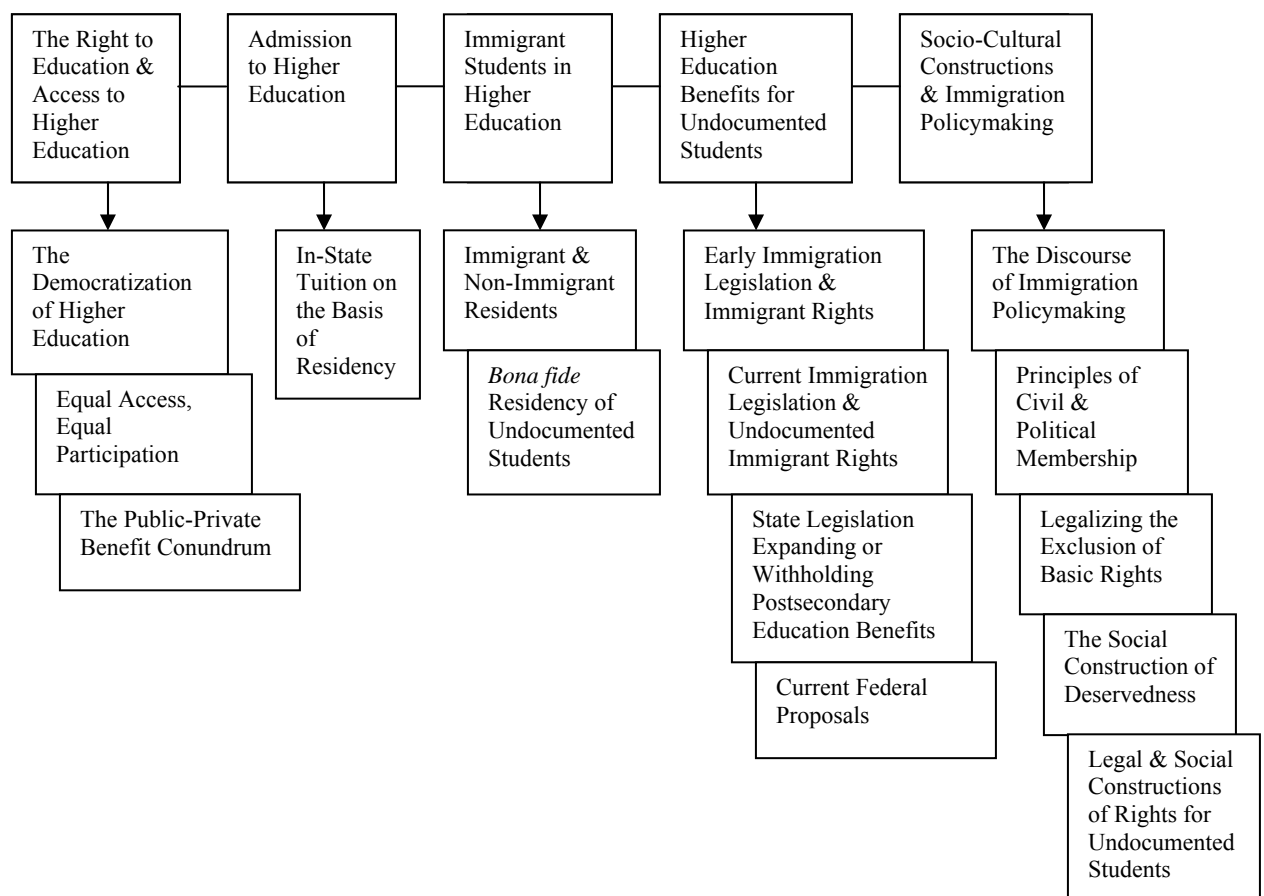 The Right to
Education &
Access to
Higher
Education
Admission
to Higher
Education
Immigrant
Students in
Higher
Education
Higher
Education
Benefits for
Undocumented
Students
Socio-Cultural
Constructions
& Immigration
Policymaking
The
Democratization
of Higher
Education
Equal Access,
Equal
Participation
The Public-Private
Benefit Conundrum
In-State
Tuition on
the Basis
of
Residency
Immigrant &
Non-Immigrant
Residents
Bona fide
Residency of
Undocumented
Students
Early Immigration
Legislation &
Immigrant Rights
Current Immigration
Legislation &
Undocumented
Immigrant Rights
State Legislation
Expanding or
Withholding
Postsecondary
Education Benefits
Current Federal
Proposals
The Discourse
of Immigration
Policymaking
Principles of
Civil &
Political
Membership
Legalizing the
Exclusion of
Basic Rights
The Social
Construction of
Deservedness
Legal & Social
Constructions
of Rights for
Undocumented
Students